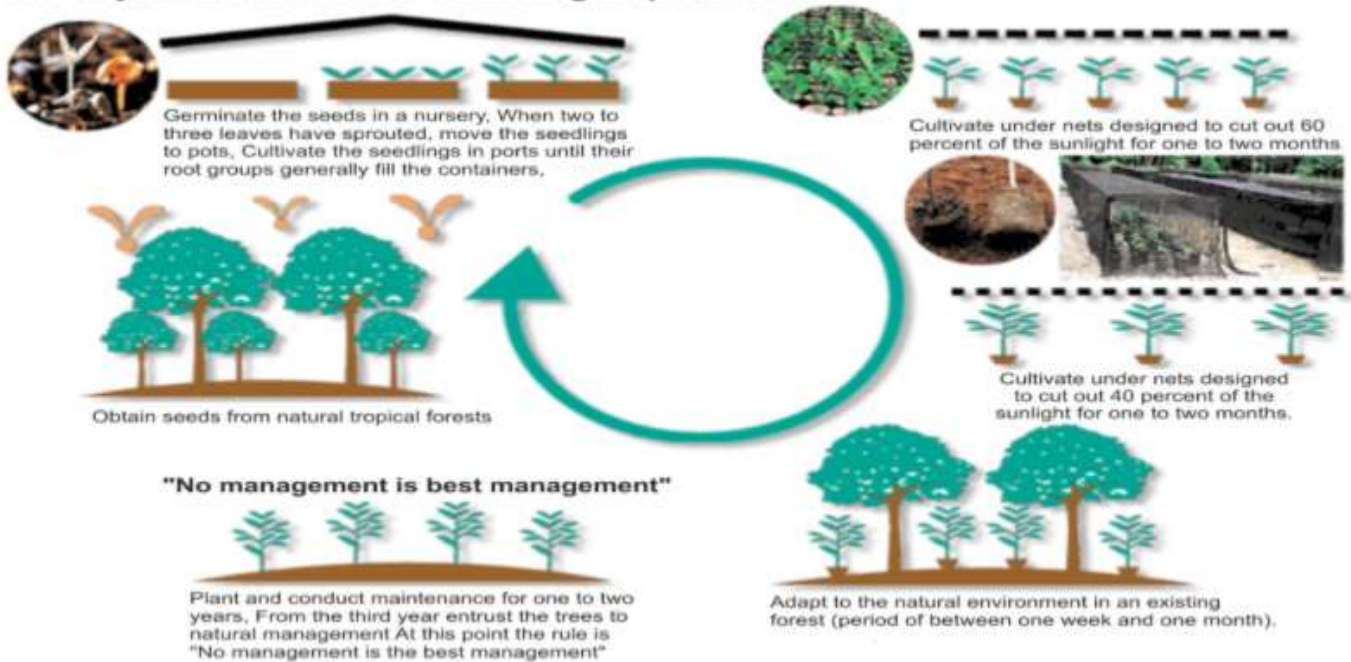 Germinate the seeds in a nursery, When two to
three leaves have sprouted, move the seedlings
to pots, Cultivate the seedlings in ports until their
root groups generally fill the containers,
Cultivate under nets designed to cut out 60
percent of the sunlight for one to two months
Cultivate under nets designed
to cut out 40 percent of the
sunlight for one to two months.
Adapt to the natural environment in an existing
forest (period of between one week and one month).
"No management is best management"
Plant and conduct maintenance for one to two
years, From the third year entrust the trees to
natural management At this point the rule is
"No management is the best management"
Obtain seeds from natural tropical forests